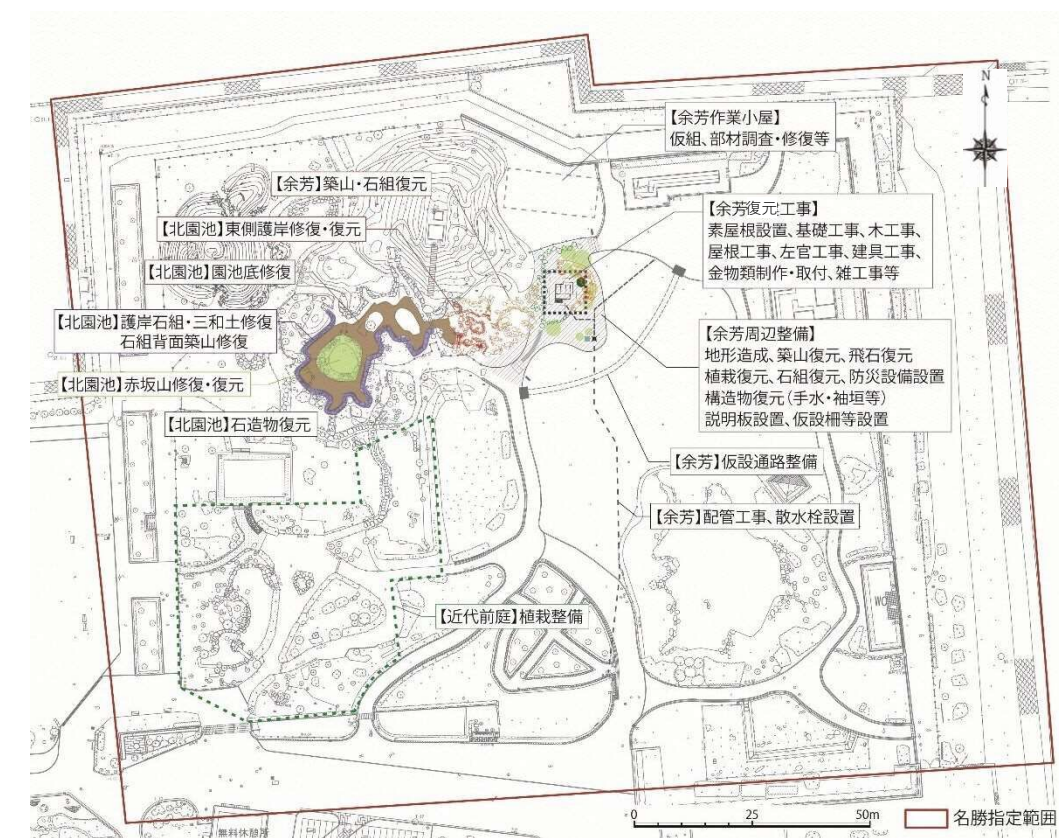 N
【余芳作業小屋】
仮組、部材調査・修復等
【余芳】築山・石組復元
【余芳復元工事】
素屋根設置、基礎工事、木工事、
屋根工事、左官工事、建具工事、
金物類制作・取付、雑工事等
【北園池】東側護岸修復・復元
【北園池】園池底修復
【北園池】護岸石組・三和土修復
石組背面築山修復
【余芳周辺整備】
地形造成、築山復元、飛石復元
植栽復元、石組復元、防災設備設置
構造物復元（手水・袖垣等）
説明板設置、仮設柵等設置
【北園池】赤坂山修復・復元
【北園池】石造物復元
【余芳】仮設通路整備
【余芳】配管工事、散水栓設置
WC
【近代前庭】植栽整備
無料休憩所
0 25 50m
名勝指定範囲